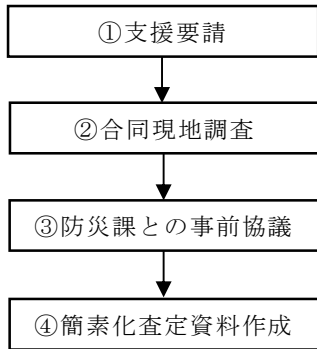 ①支援要請
②合同現地調査
③防災課との事前協議
④簡素化査定資料作成